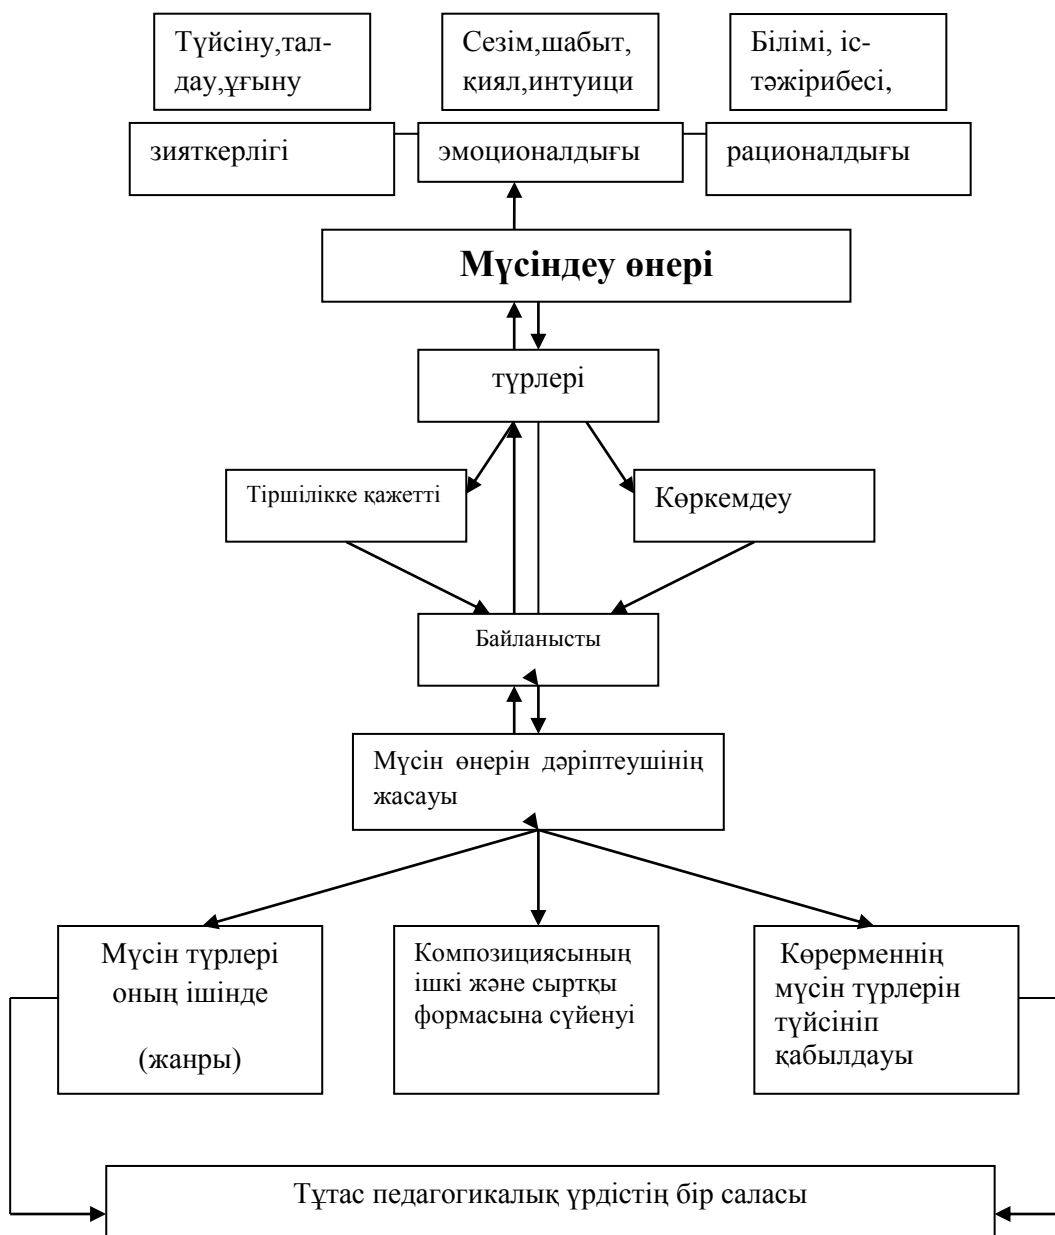 Түйсіну,тал-
дау,ұғыну
Сезім,шабыт,
қиял,интуици
Білімі, іс-
тәжірибесі,
зияткерлігі
эмоционалдығы
рационалдығы
Мүсіндеу өнері
түрлері
Тіршілікке қажетті
Көркемдеу
Байланысты
Мүсін өнерін дәріптеушінің
жасауы
Мүсін түрлері
оның ішінде
(жанры)
Композициясының
ішкі және сыртқы
формасына сүйенуі
Көрерменнің
мүсін түрлерін
түйсініп
қабылдауы
Тұтас педагогикалық үрдістің бір саласы